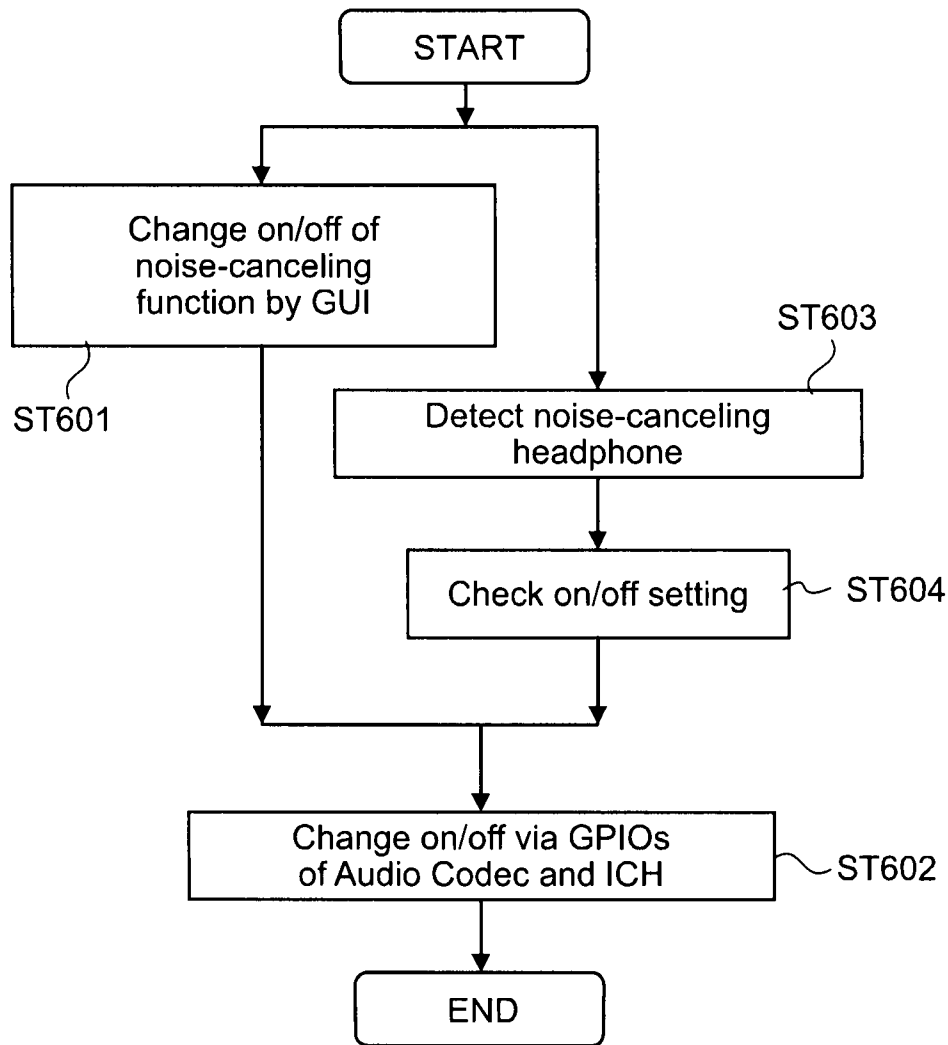 START
Change on/off of
noise-canceling
function by GUI
ST601
ST603
Detect noise-canceling
headphone
Check on/off setting
ST604
Change on/off via GPIOs
of Audio Codec and ICH
ST602
END